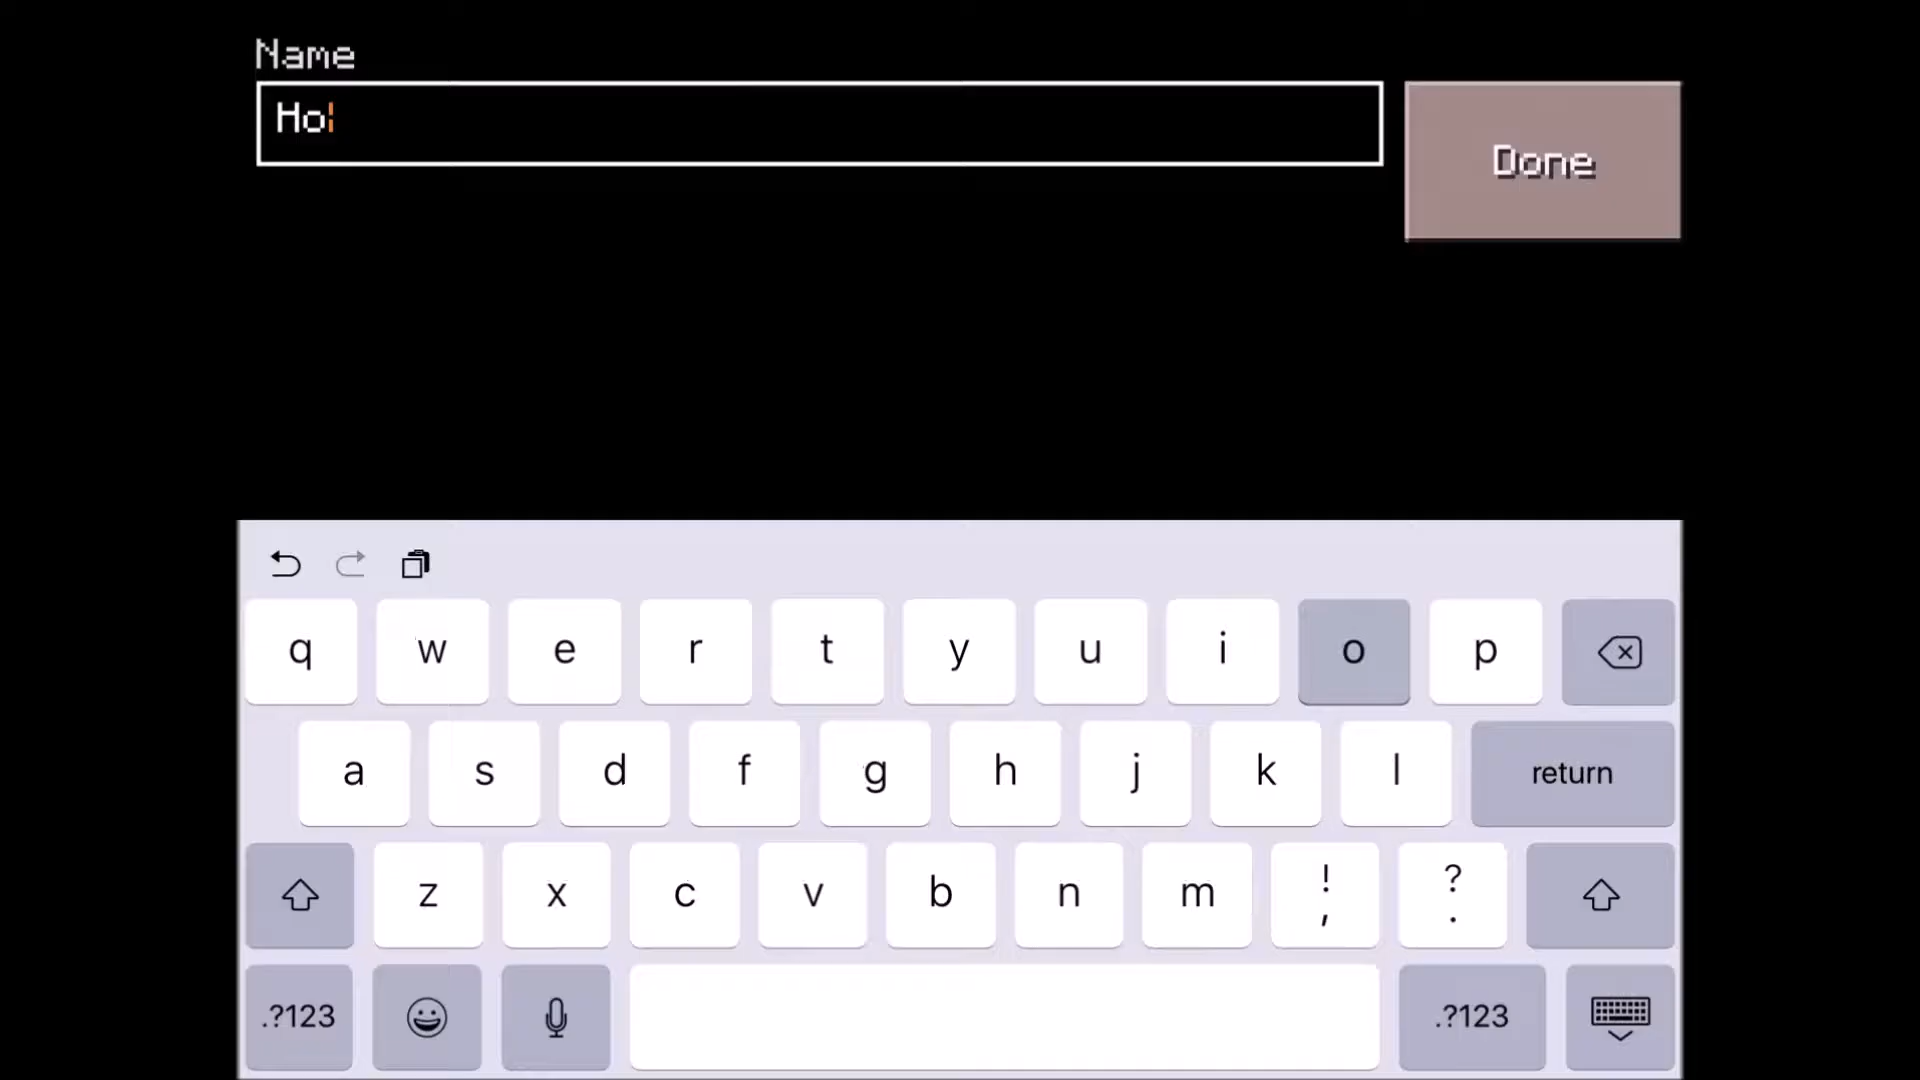 Name
Ho
Done
q w e r t y u i o p
a s d f g h j k l return
z x c v b n m ! , ? .
.?123 .?123